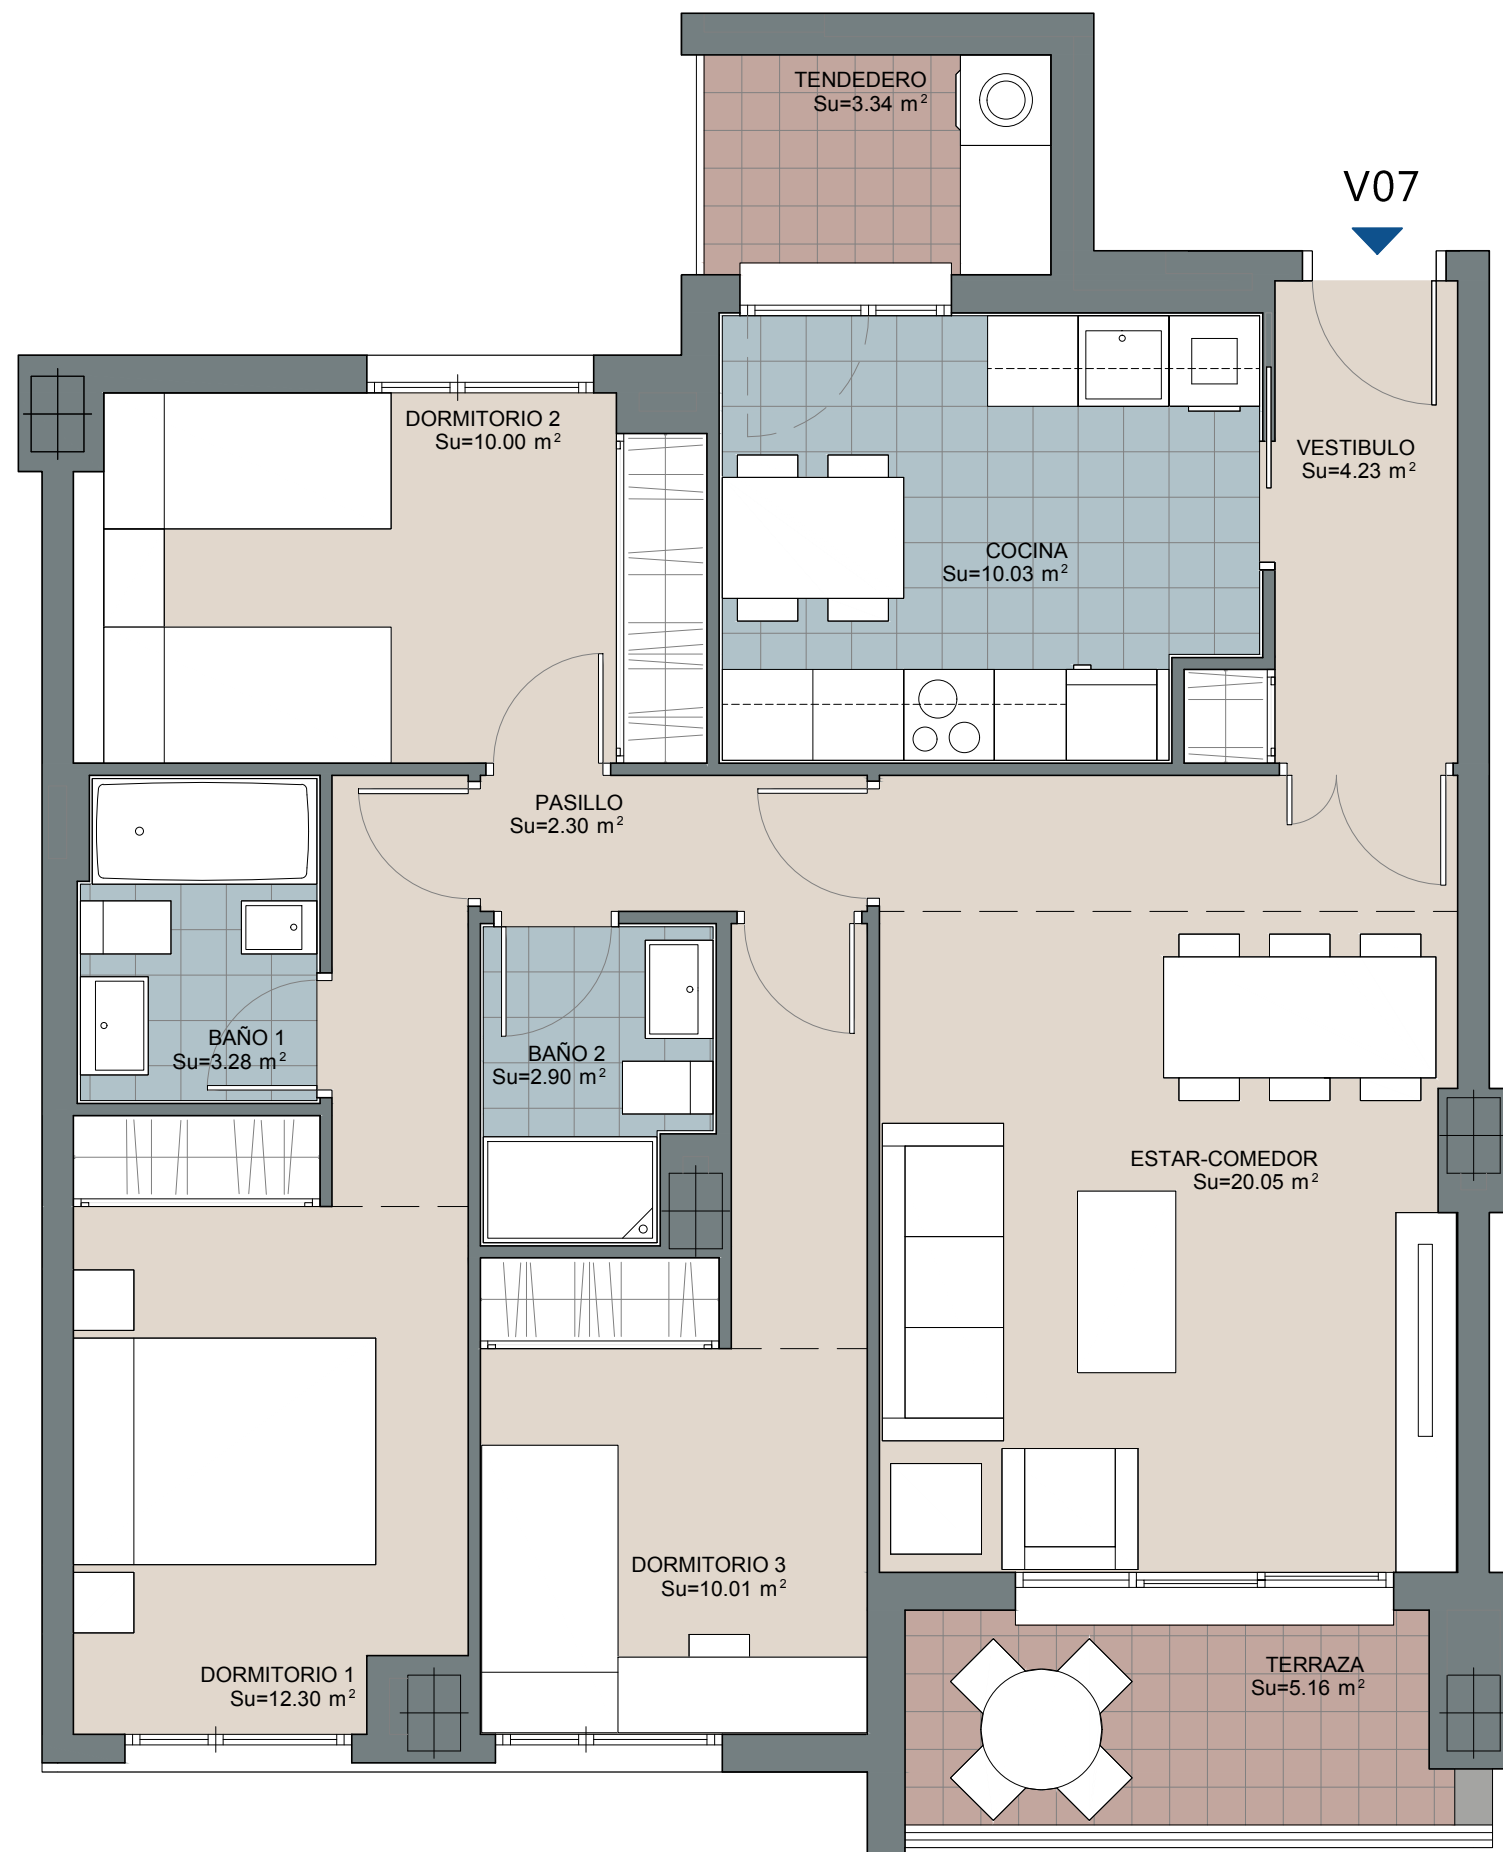 TENDEDERO
Su=3.34 m²
V07
DORMITORIO 2
Su=10.00 m²
VESTIBULO
Su=4.23 m²
COCINA
Su=10.03 m²
PASILLO
Su=2.30 m²
BAÑO 1
Su=3.28 m²
BAÑO 2
Su=2.90 m²
ESTAR-COMEDOR
Su=20.05 m²
DORMITORIO 3
Su=10.01 m²
DORMITORIO 1
Su=12.30 m²
TERRAZA
Su=5.16 m²